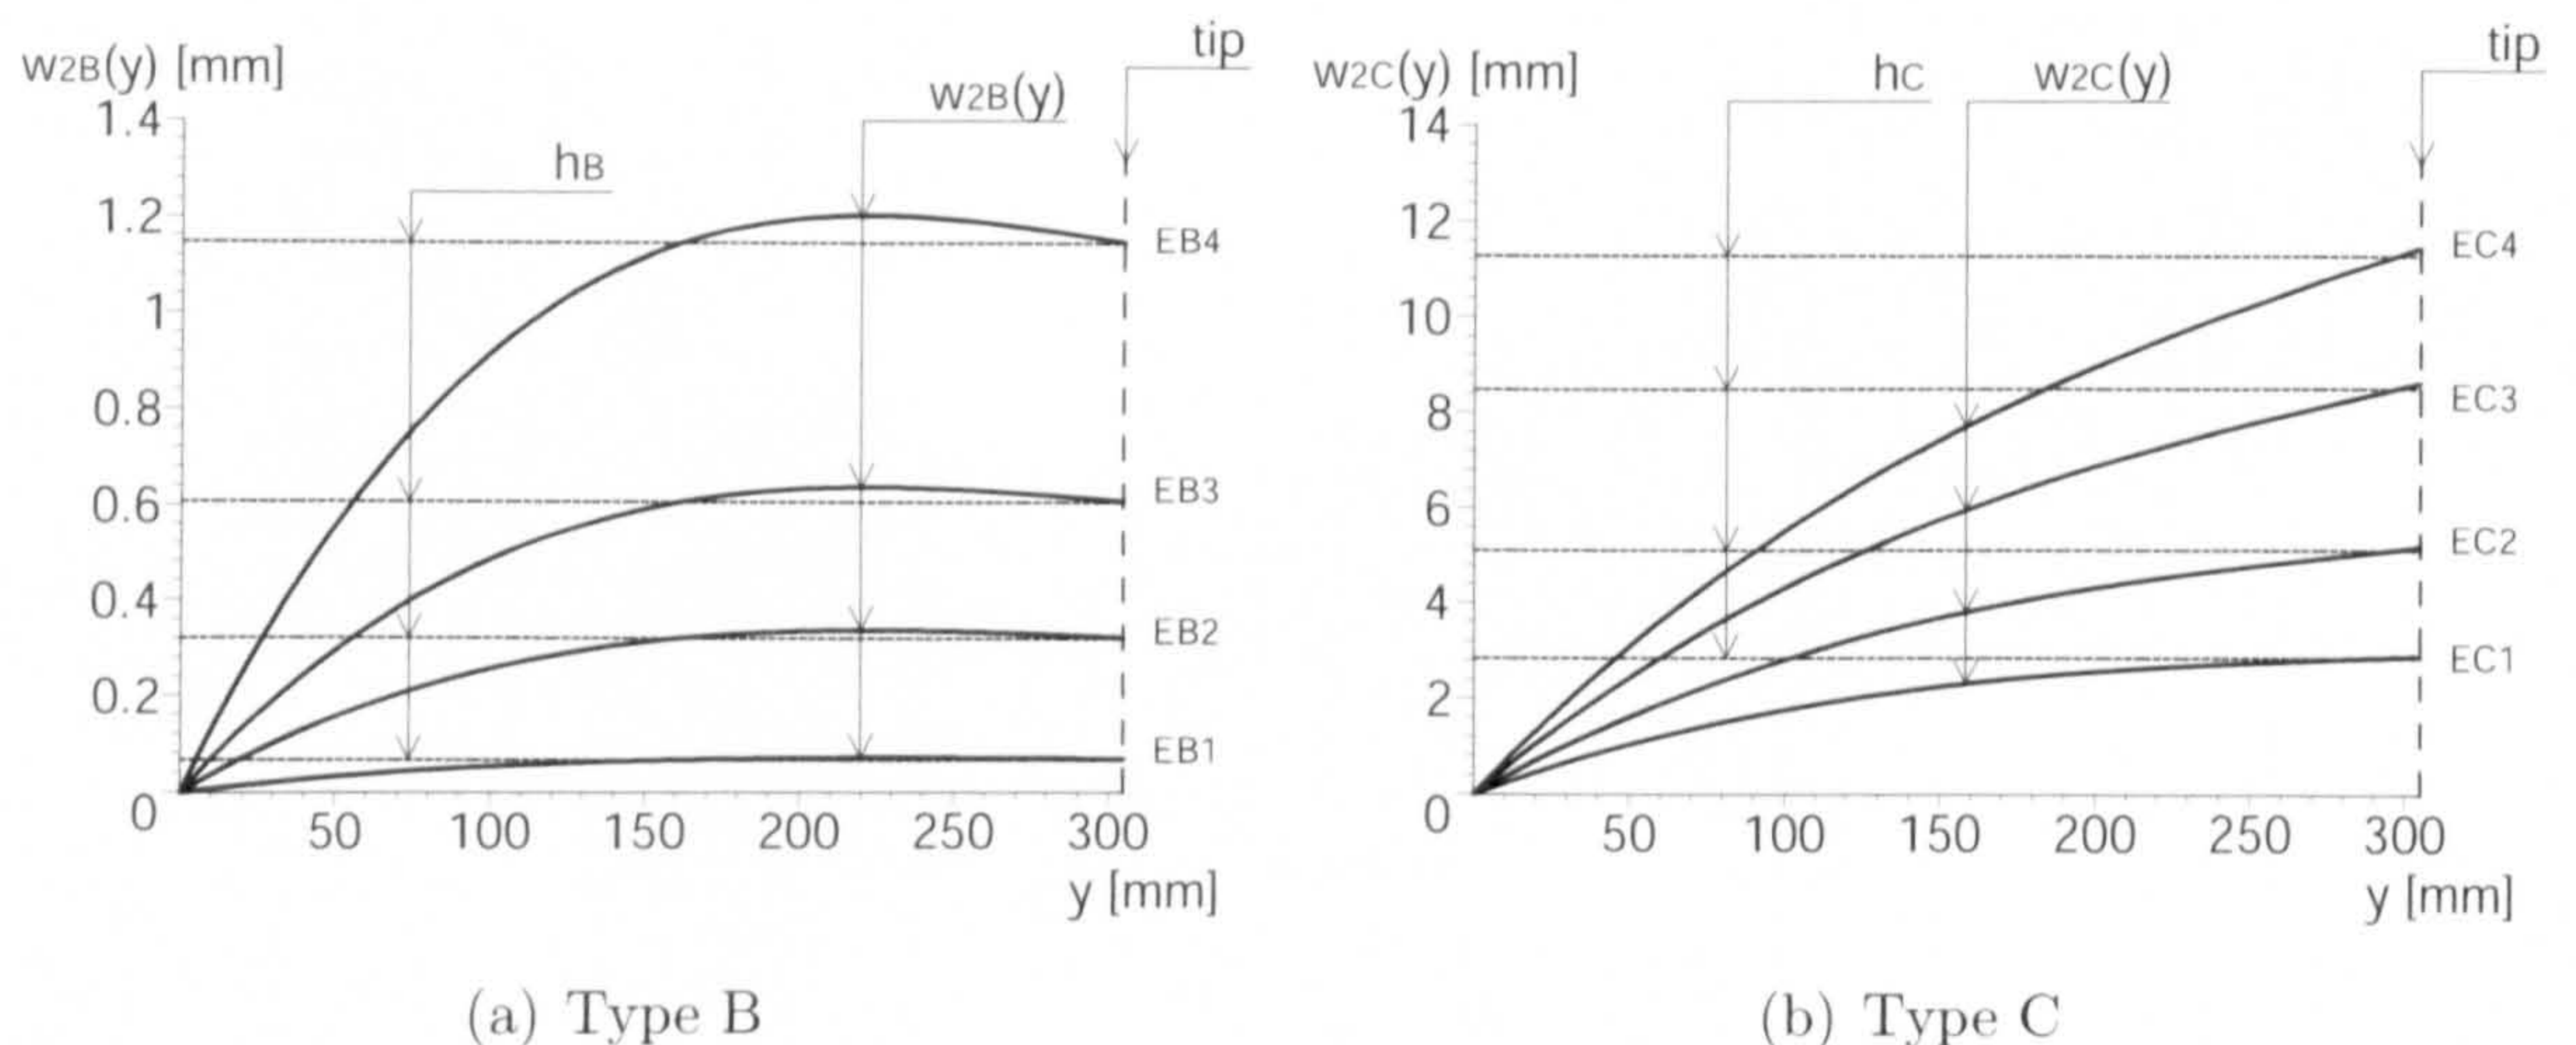 w2B(y) [mm]
1.4
1.2
1
0.8
0.6
0.4
0.2
0
50 100 150 200 250 300
y [mm]
hB
w2B(y)
tip
EB4
EB3
EB2
EB1
(a) Type B
w2C(y) [mm]
14
12
10
8
6
4
2
0
50 100 150 200 250 300
y [mm]
hC
w2C(y)
tip
EC4
EC3
EC2
EC1
(b) Type C